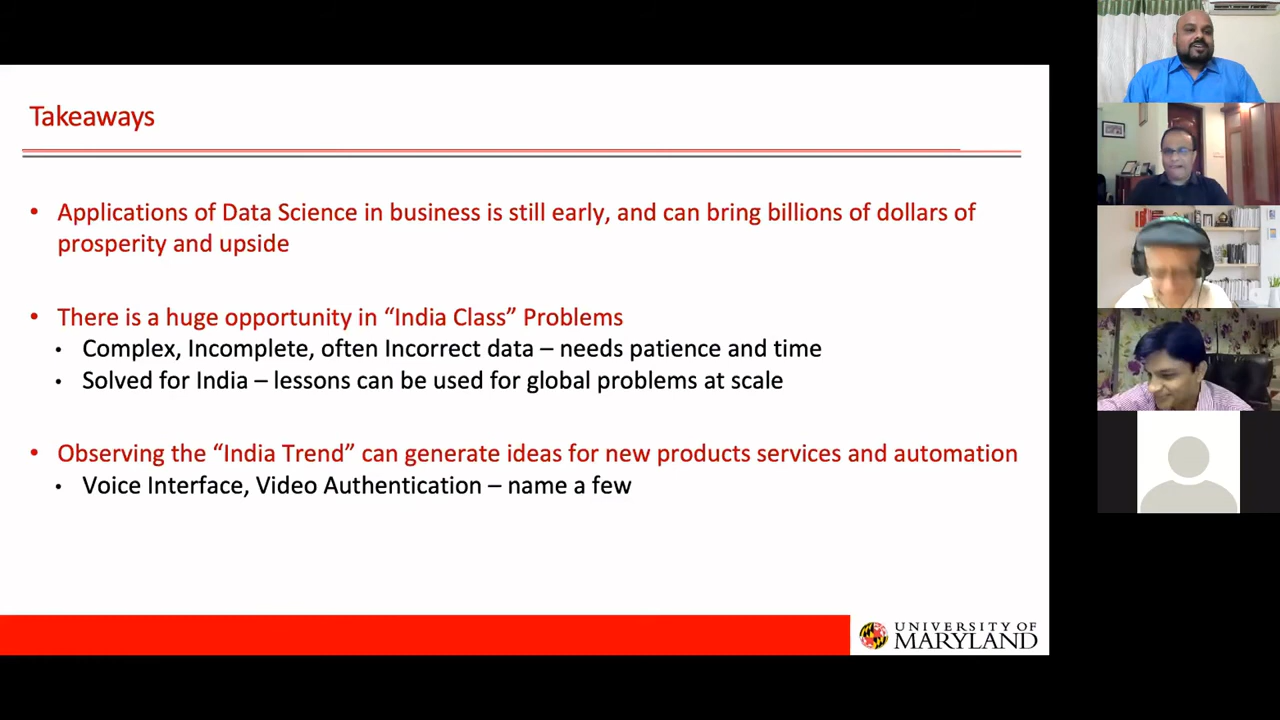 Takeaways
• Applications of Data Science in business is still early, and can bring billions of dollars of
prosperity and upside
• There is a huge opportunity in “India Class” Problems
• Complex, Incomplete, often Incorrect data – needs patience and time
• Solved for India – lessons can be used for global problems at scale
• Observing the “India Trend” can generate ideas for new products services and automation
• Voice Interface, Video Authentication – name a few
UNIVERSITY OF
MARYLAND